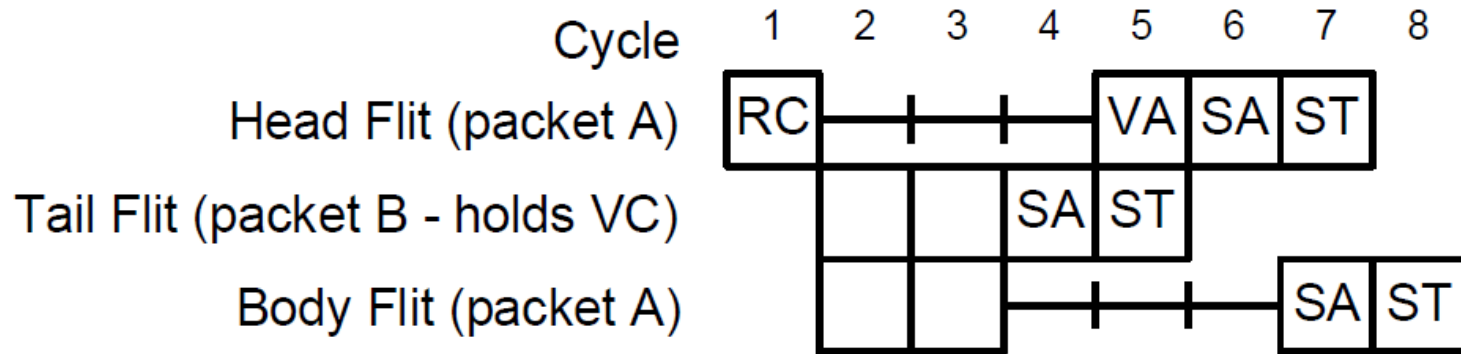 Cycle 1 2 3 4 5 6 7 8
Head Flit (packet A) RC VA SA ST
Tail Flit (packet B - holds VC) SA ST
Body Flit (packet A) SA ST